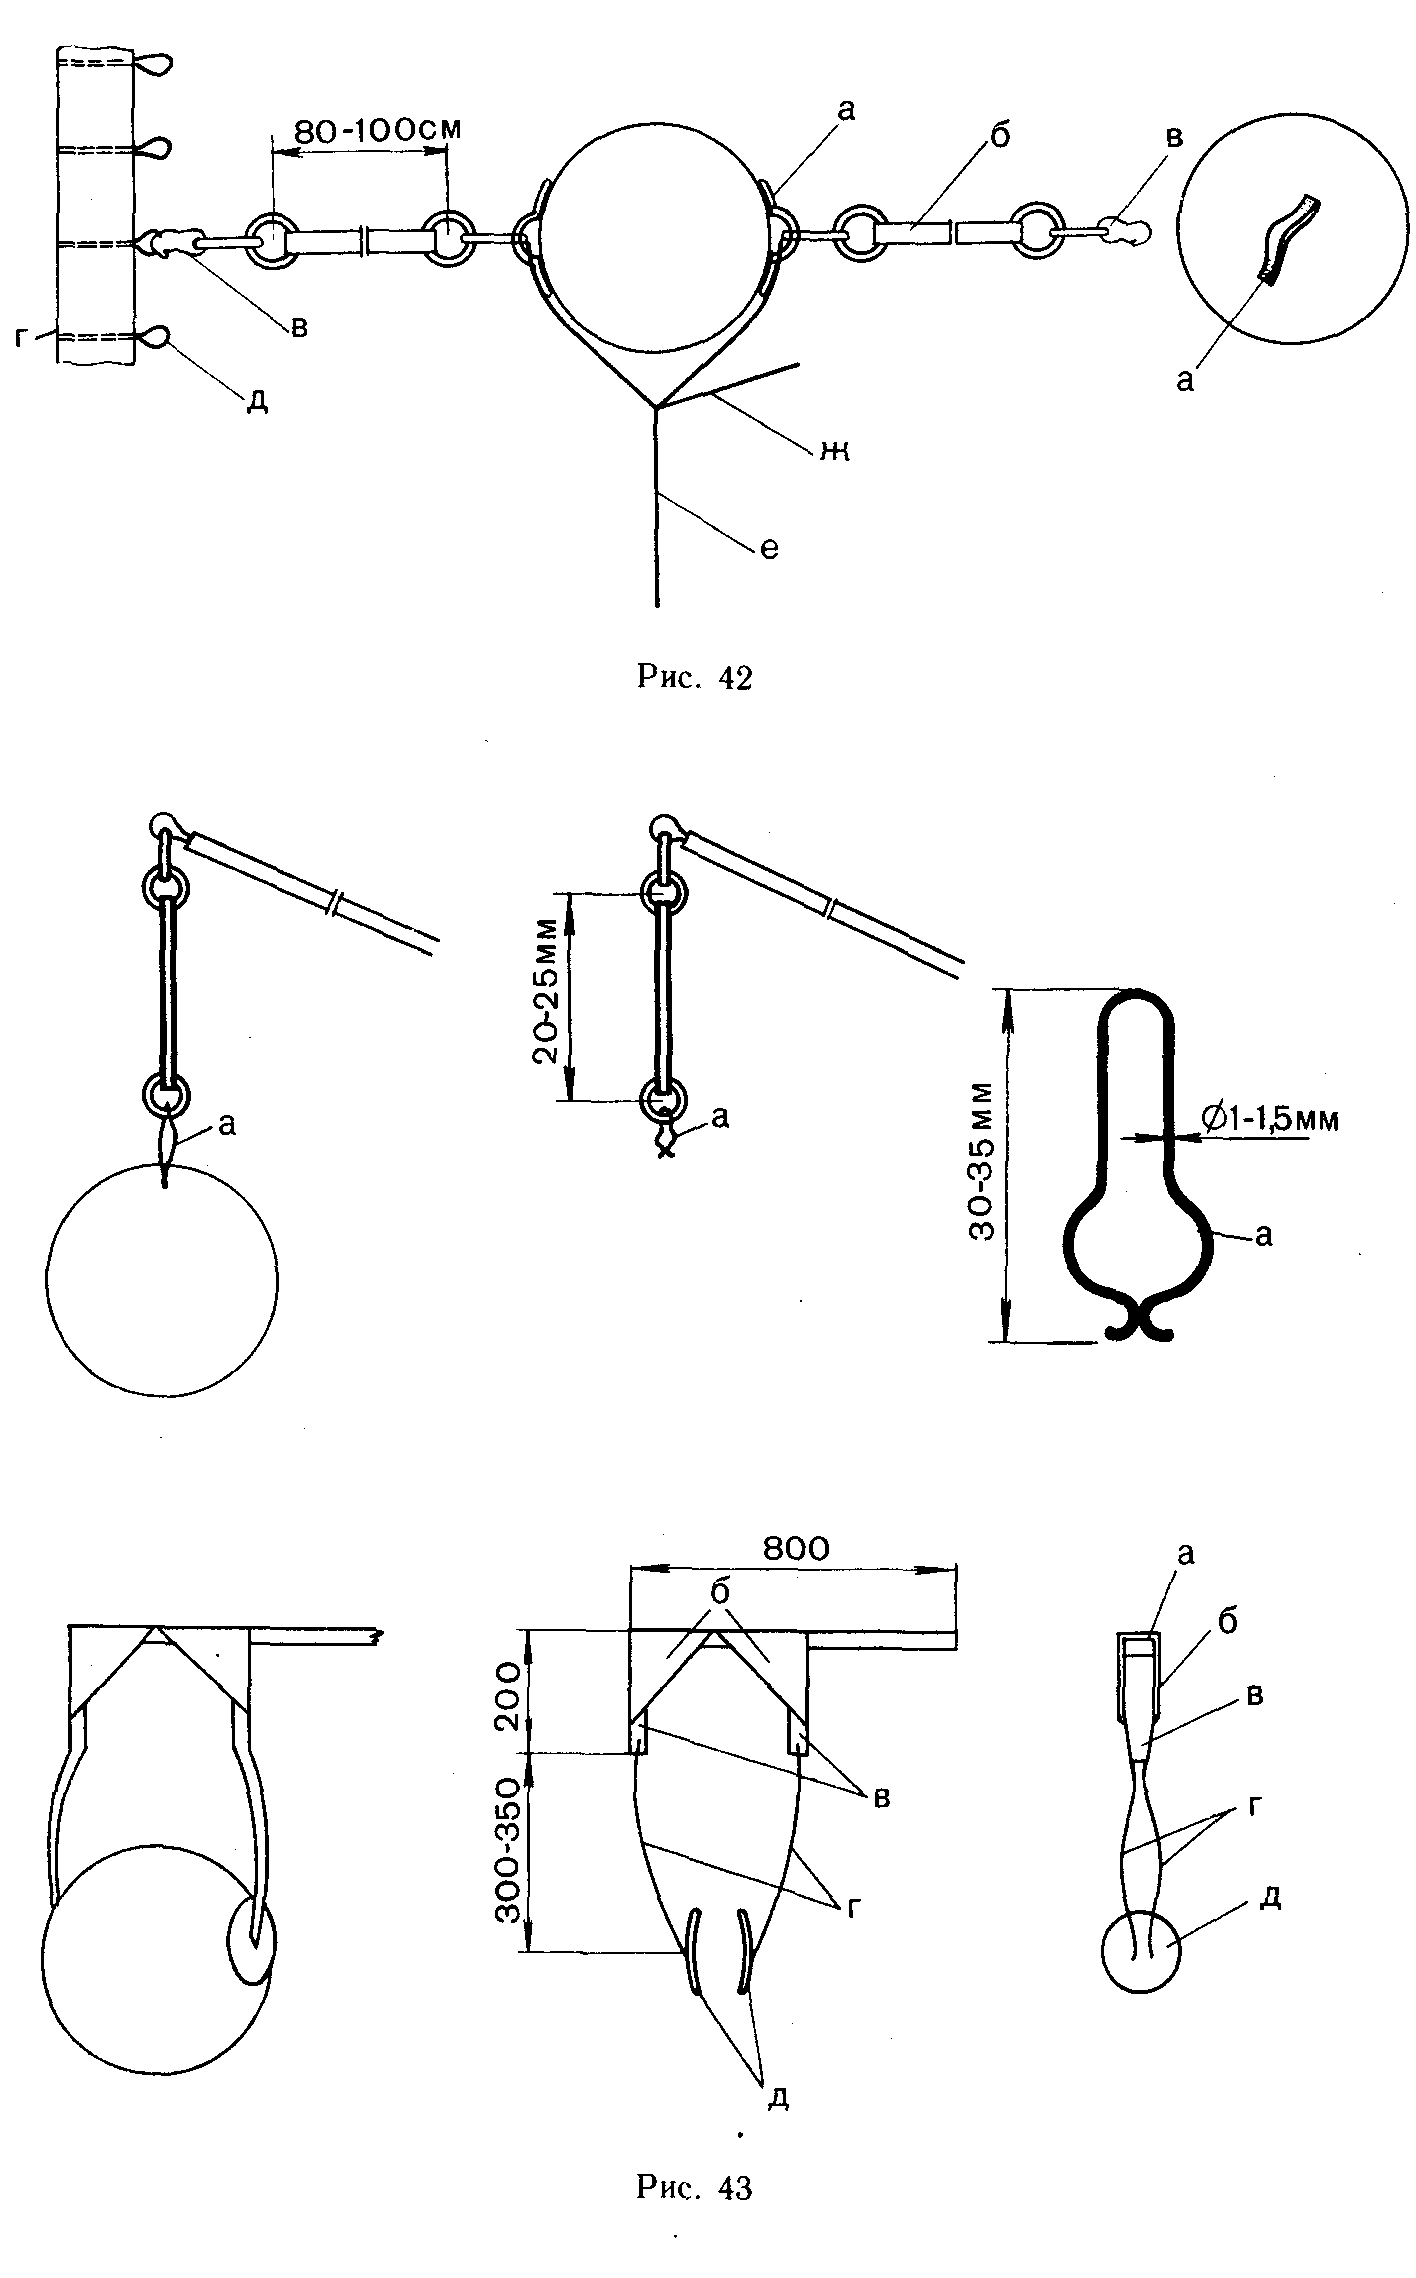 80-100см
а
б
в
г
в
д
а
ж
е
Рис. 42
20-25мм
а
а
30-35мм
Ø1-1,5мм
а
800
а
б
б
200
в
в
300-350
г
г
д
д
Рис. 43